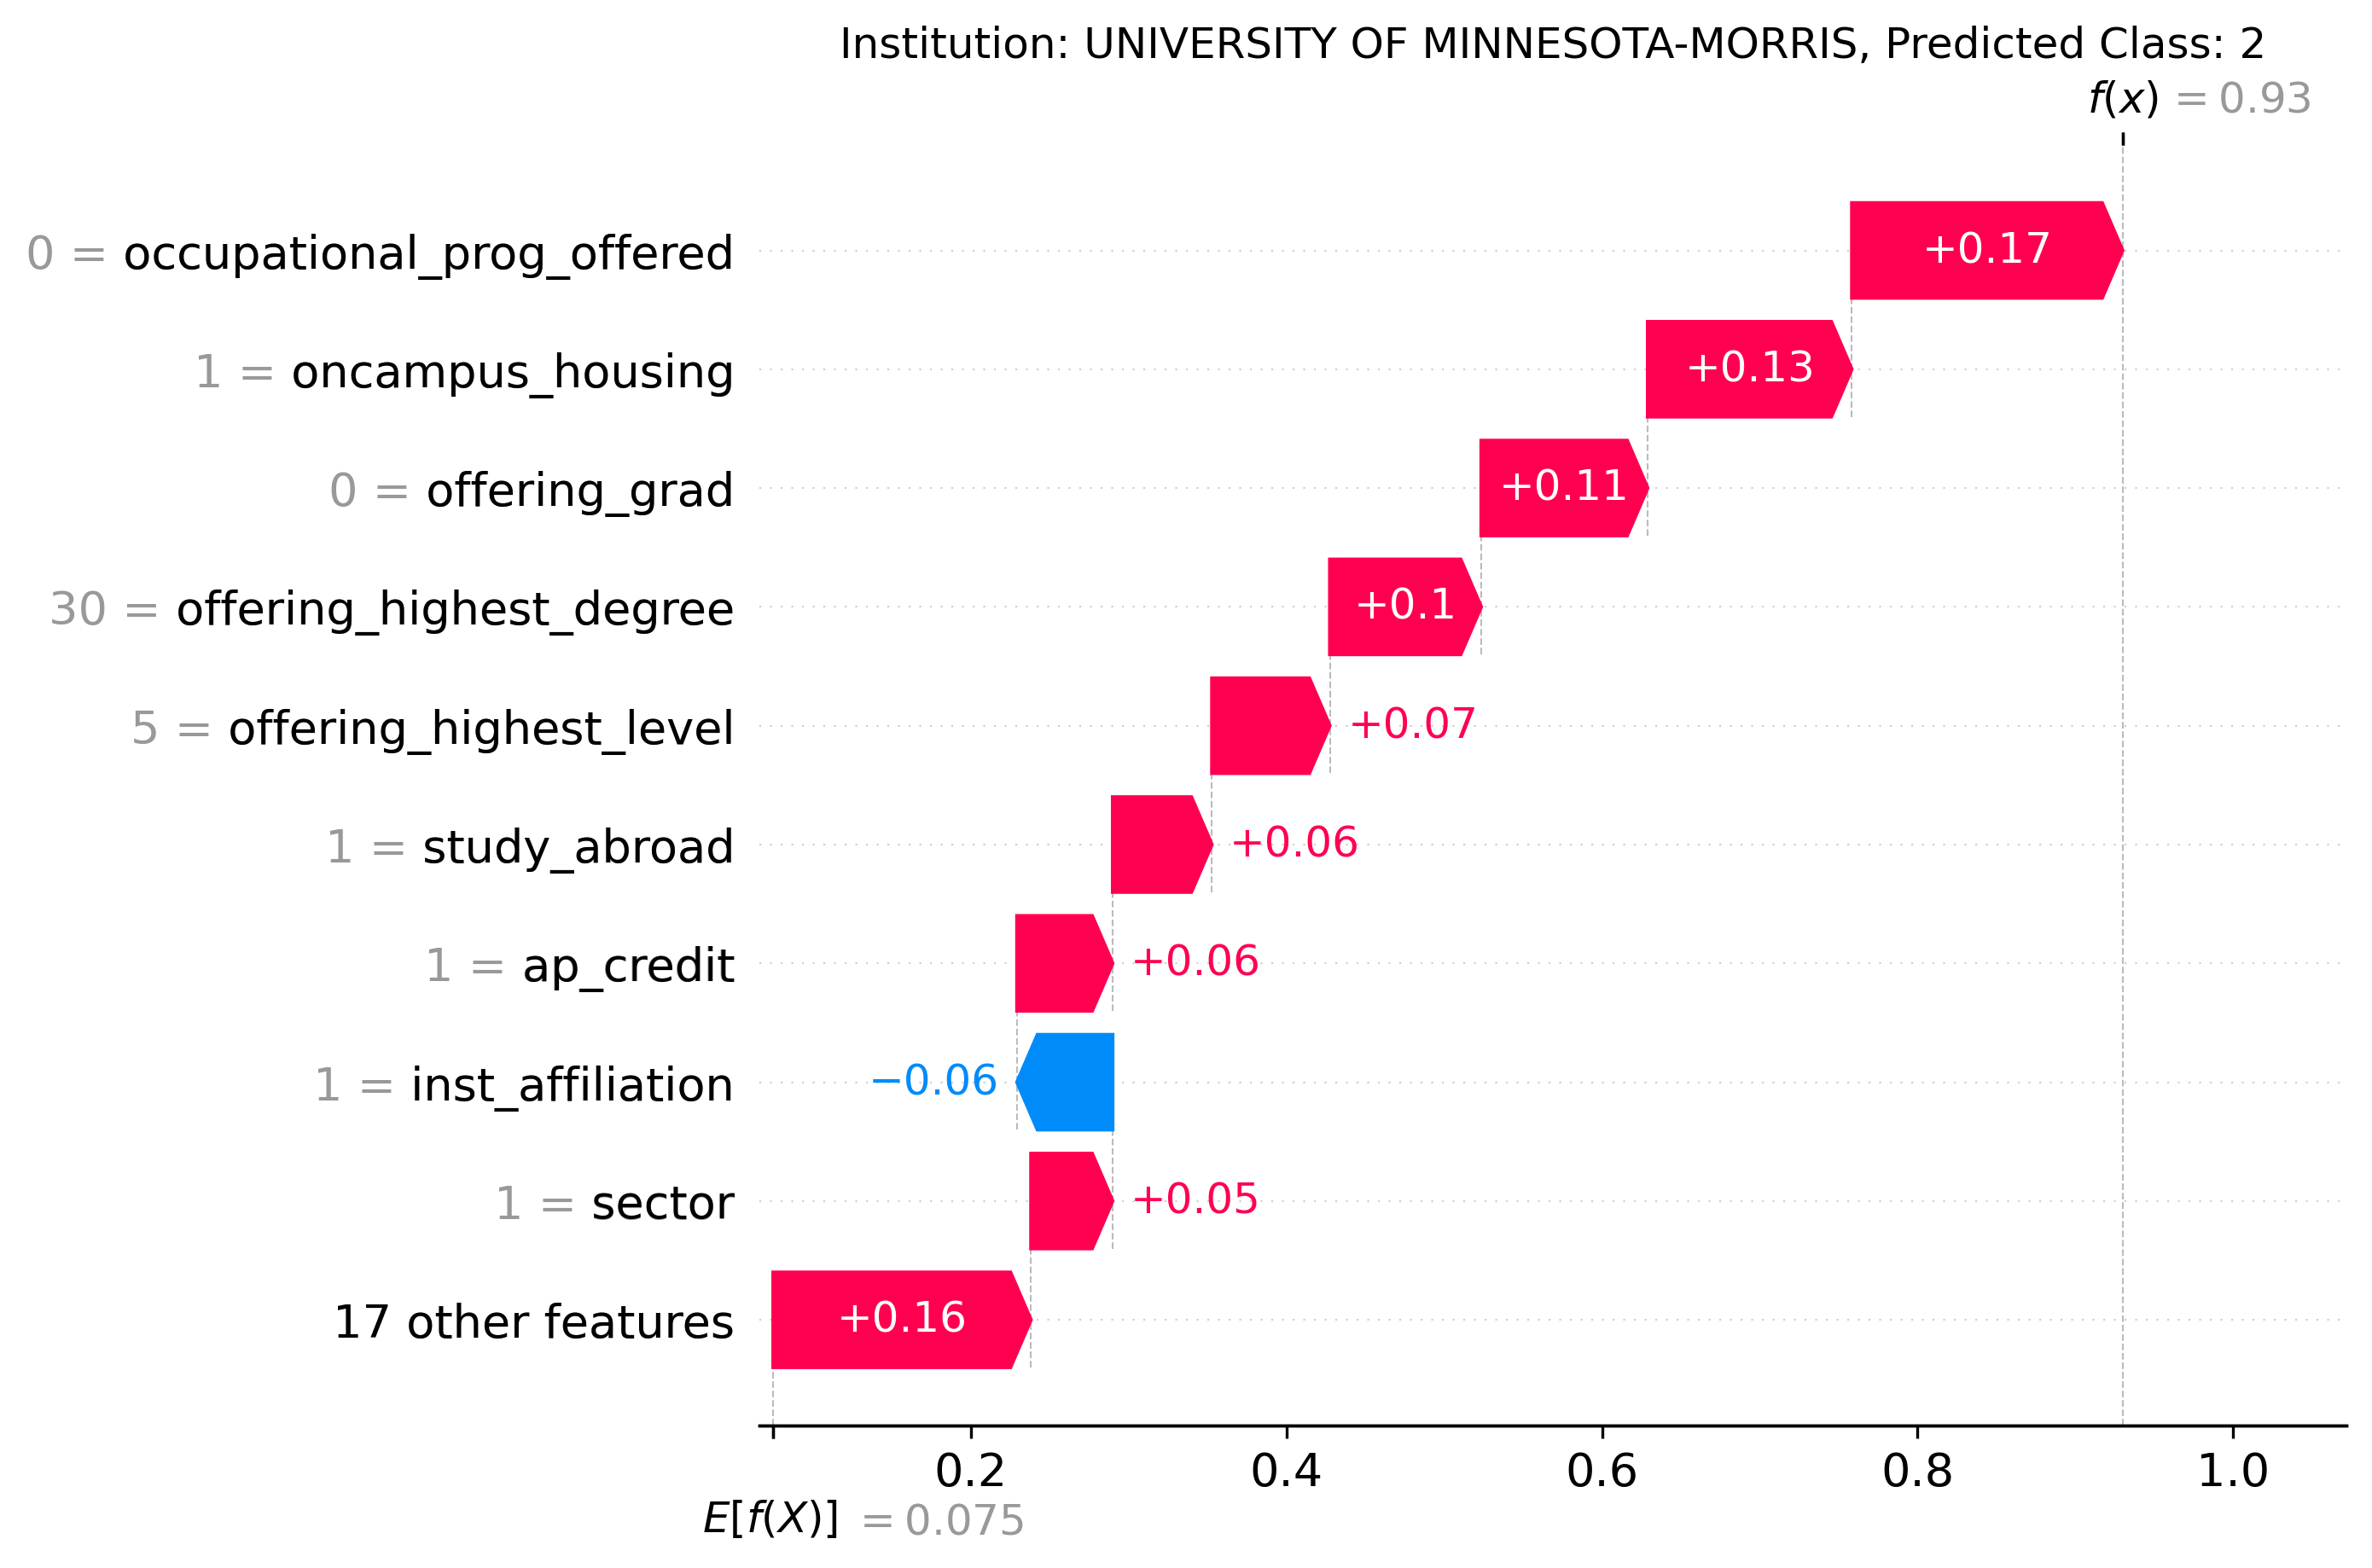 Institution: UNIVERSITY OF MINNESOTA-MORRIS, Predicted Class: 2
f(x) = 0.93
0 = occupational_prog_offered +0.17
1 = oncampus_housing +0.13
0 = offering_grad +0.11
30 = offering_highest_degree +0.1
5 = offering_highest_level +0.07
1 = study_abroad +0.06
1 = ap_credit +0.06
1 = inst_affiliation −0.06
1 = sector +0.05
17 other features +0.16
0.2 0.4 0.6 0.8 1.0
E[f(X)] = 0.075